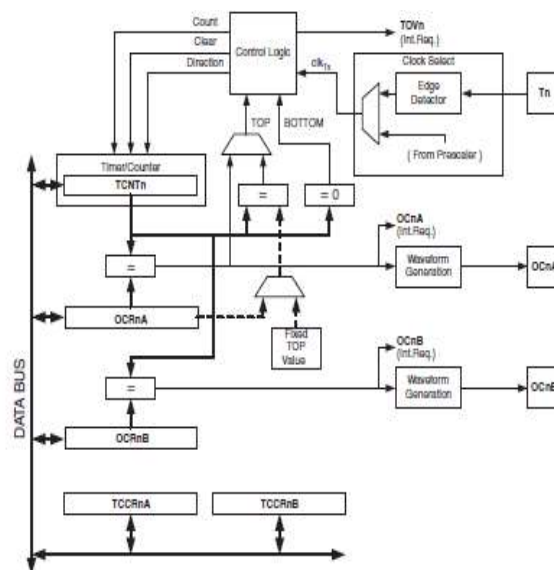 Count
Clear
Direction
Control Logic
TOVn
(Int.Req.)
clkTn
Clock Select
Edge
Detector
Tn
( From Prescaler )
TOP
BOTTOM
Timer/Counter
TCNTn
=
= 0
OCnA
(Int.Req.)
=
Waveform
Generation
OCnA
OCRnA
Fixed
TOP
Value
OCnB
(Int.Req.)
=
Waveform
Generation
OCnB
OCRnB
DATA BUS
TCCRnA
TCCRnB